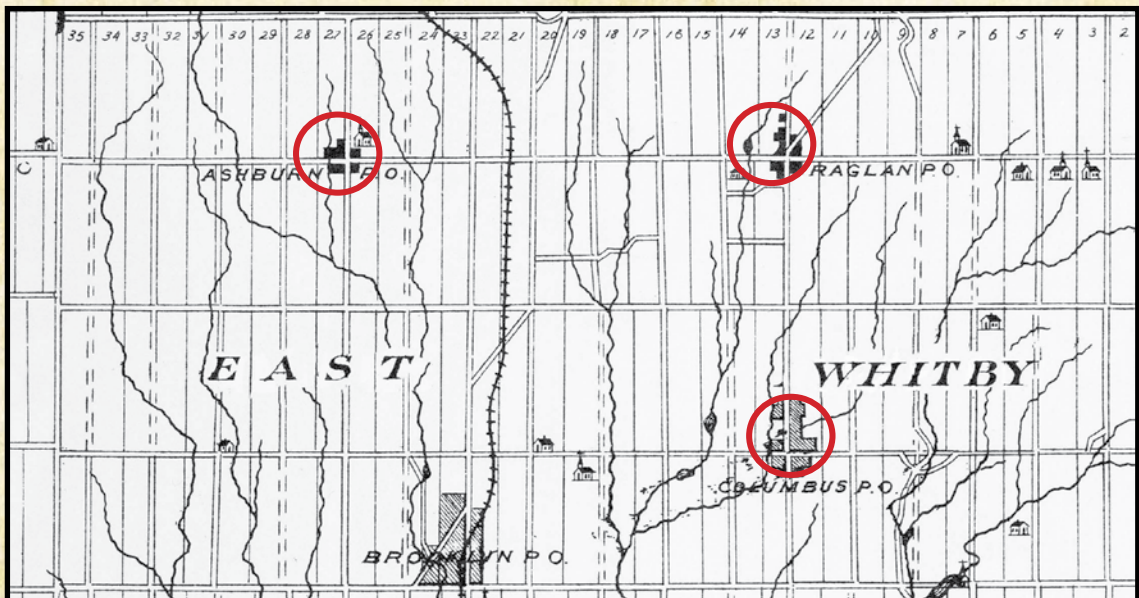 35 34 33 32 31 30 29 28 27 26 25 24 23 22 21 20 19 18 17 16 15 14 13 12 11 10 9 8 7 6 5 4 3 2
C
ASHBURN P.O.
RAGLAN P.O.
EAST WHITBY
COLUMBUS P.O.
BROOKLYN P O.